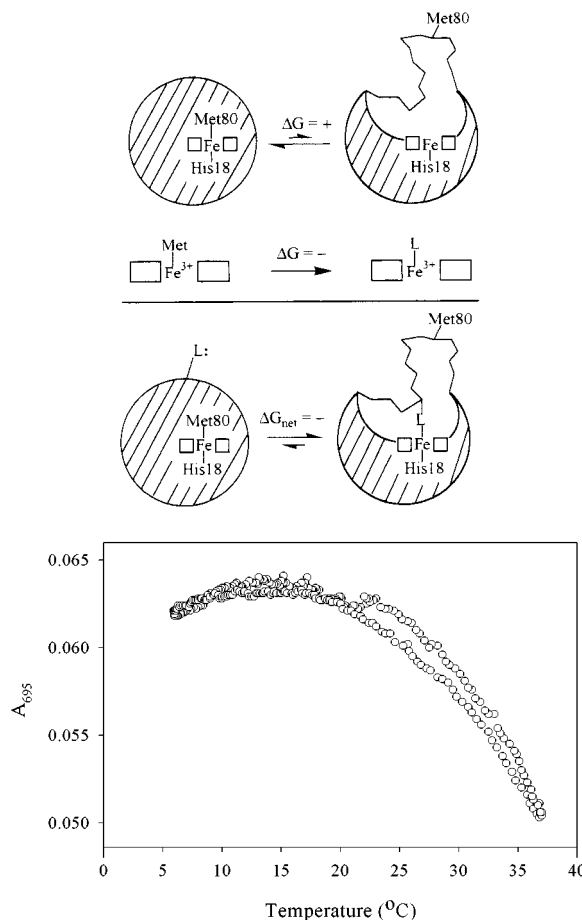 Met80
Met80
Fe
His18
ΔG = +
Fe
His18
Met
Fe³⁺
ΔG = −
L
Fe³⁺
L:
Met80
Met80
Fe
His18
ΔGnet = −
L
Fe
His18
0.065
0.060
0.055
0.050
A695
0 5 10 15 20 25 30 35 40
Temperature (°C)